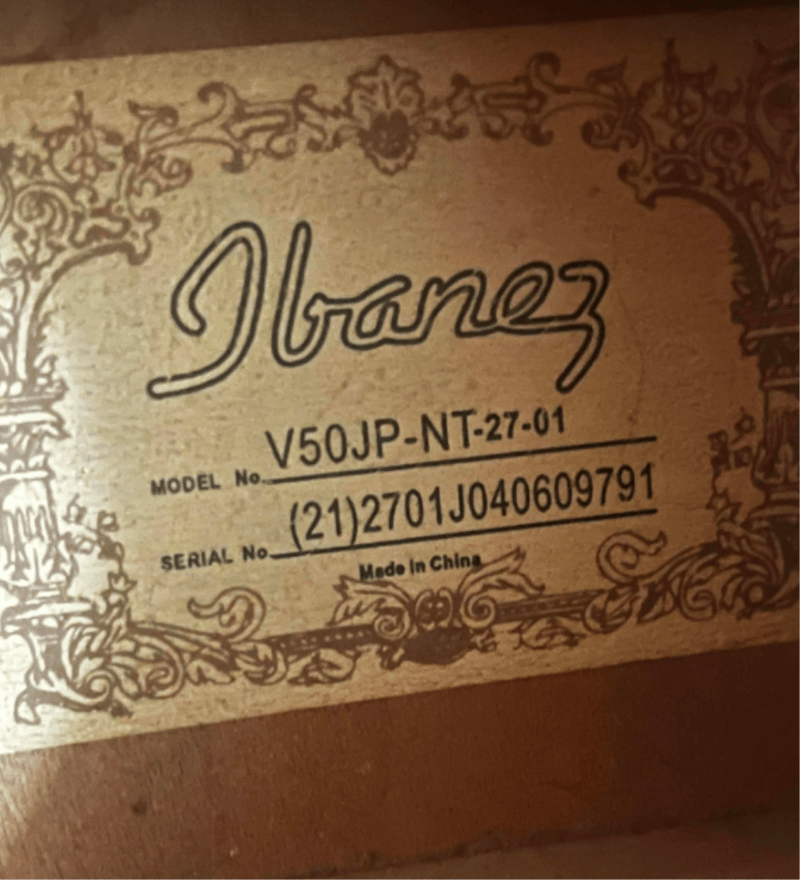 Ibanez
MODEL No. V50JP-NT-27-01
SERIAL No. (21)2701J040609791
Made in China